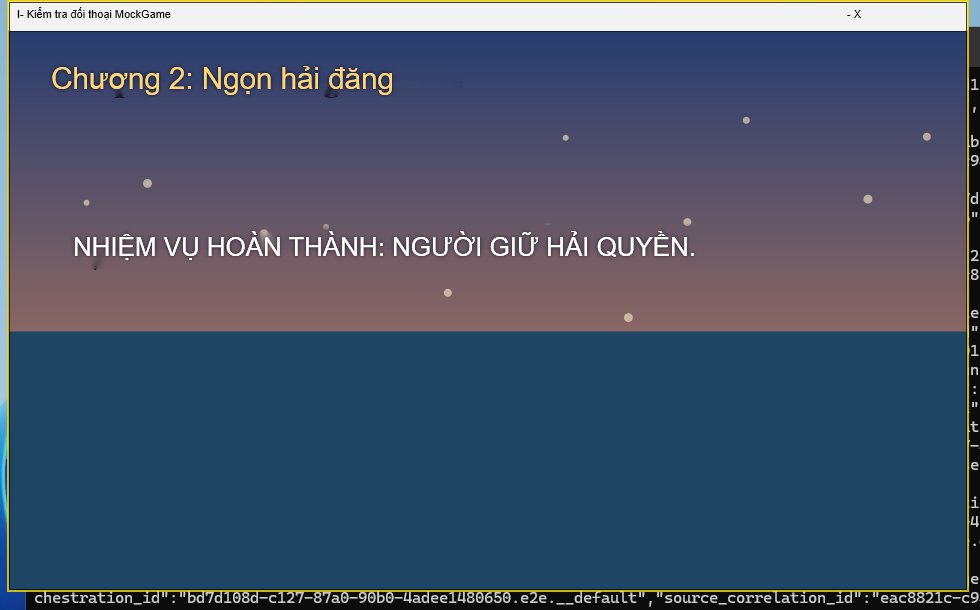 I- Kiểm tra đối thoại MockGame
- X
Chương 2: Ngọn hải đăng
NHIỆM VỤ HOÀN THÀNH: NGƯỜI GIỮ HẢI QUYỀN.
chestration_id":"bd7d108d-c127-87a0-90b0-4adee1480650.e2e.__default","source_correlation_id":"eac8821c-c9